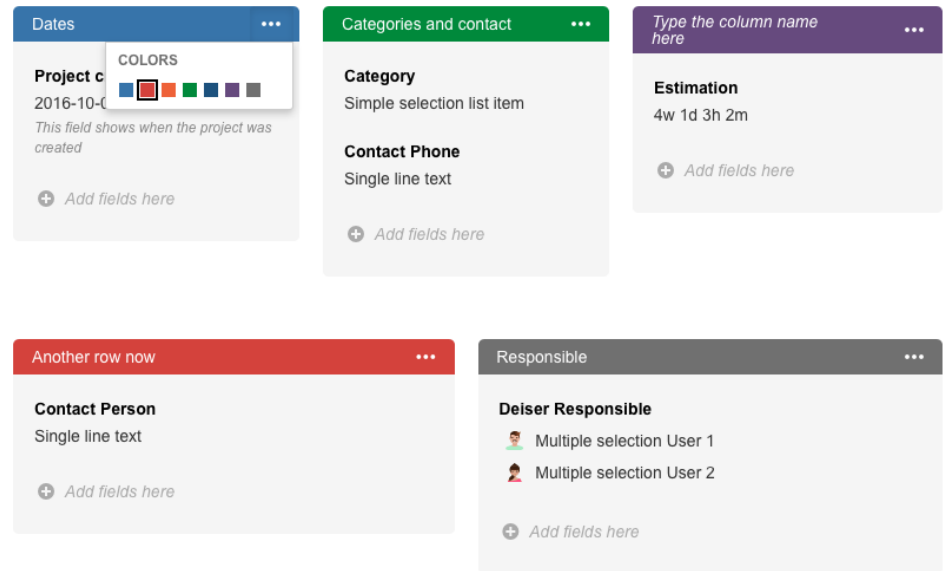 Dates
COLORS
Project c
2016-10-0
This field shows when the project was
created
Add fields here
Categories and contact
Category
Simple selection list item
Contact Phone
Single line text
Add fields here
Type the column name
here
Estimation
4w 1d 3h 2m
Add fields here
Another row now
Contact Person
Single line text
Add fields here
Responsible
Deiser Responsible
Multiple selection User 1
Multiple selection User 2
Add fields here